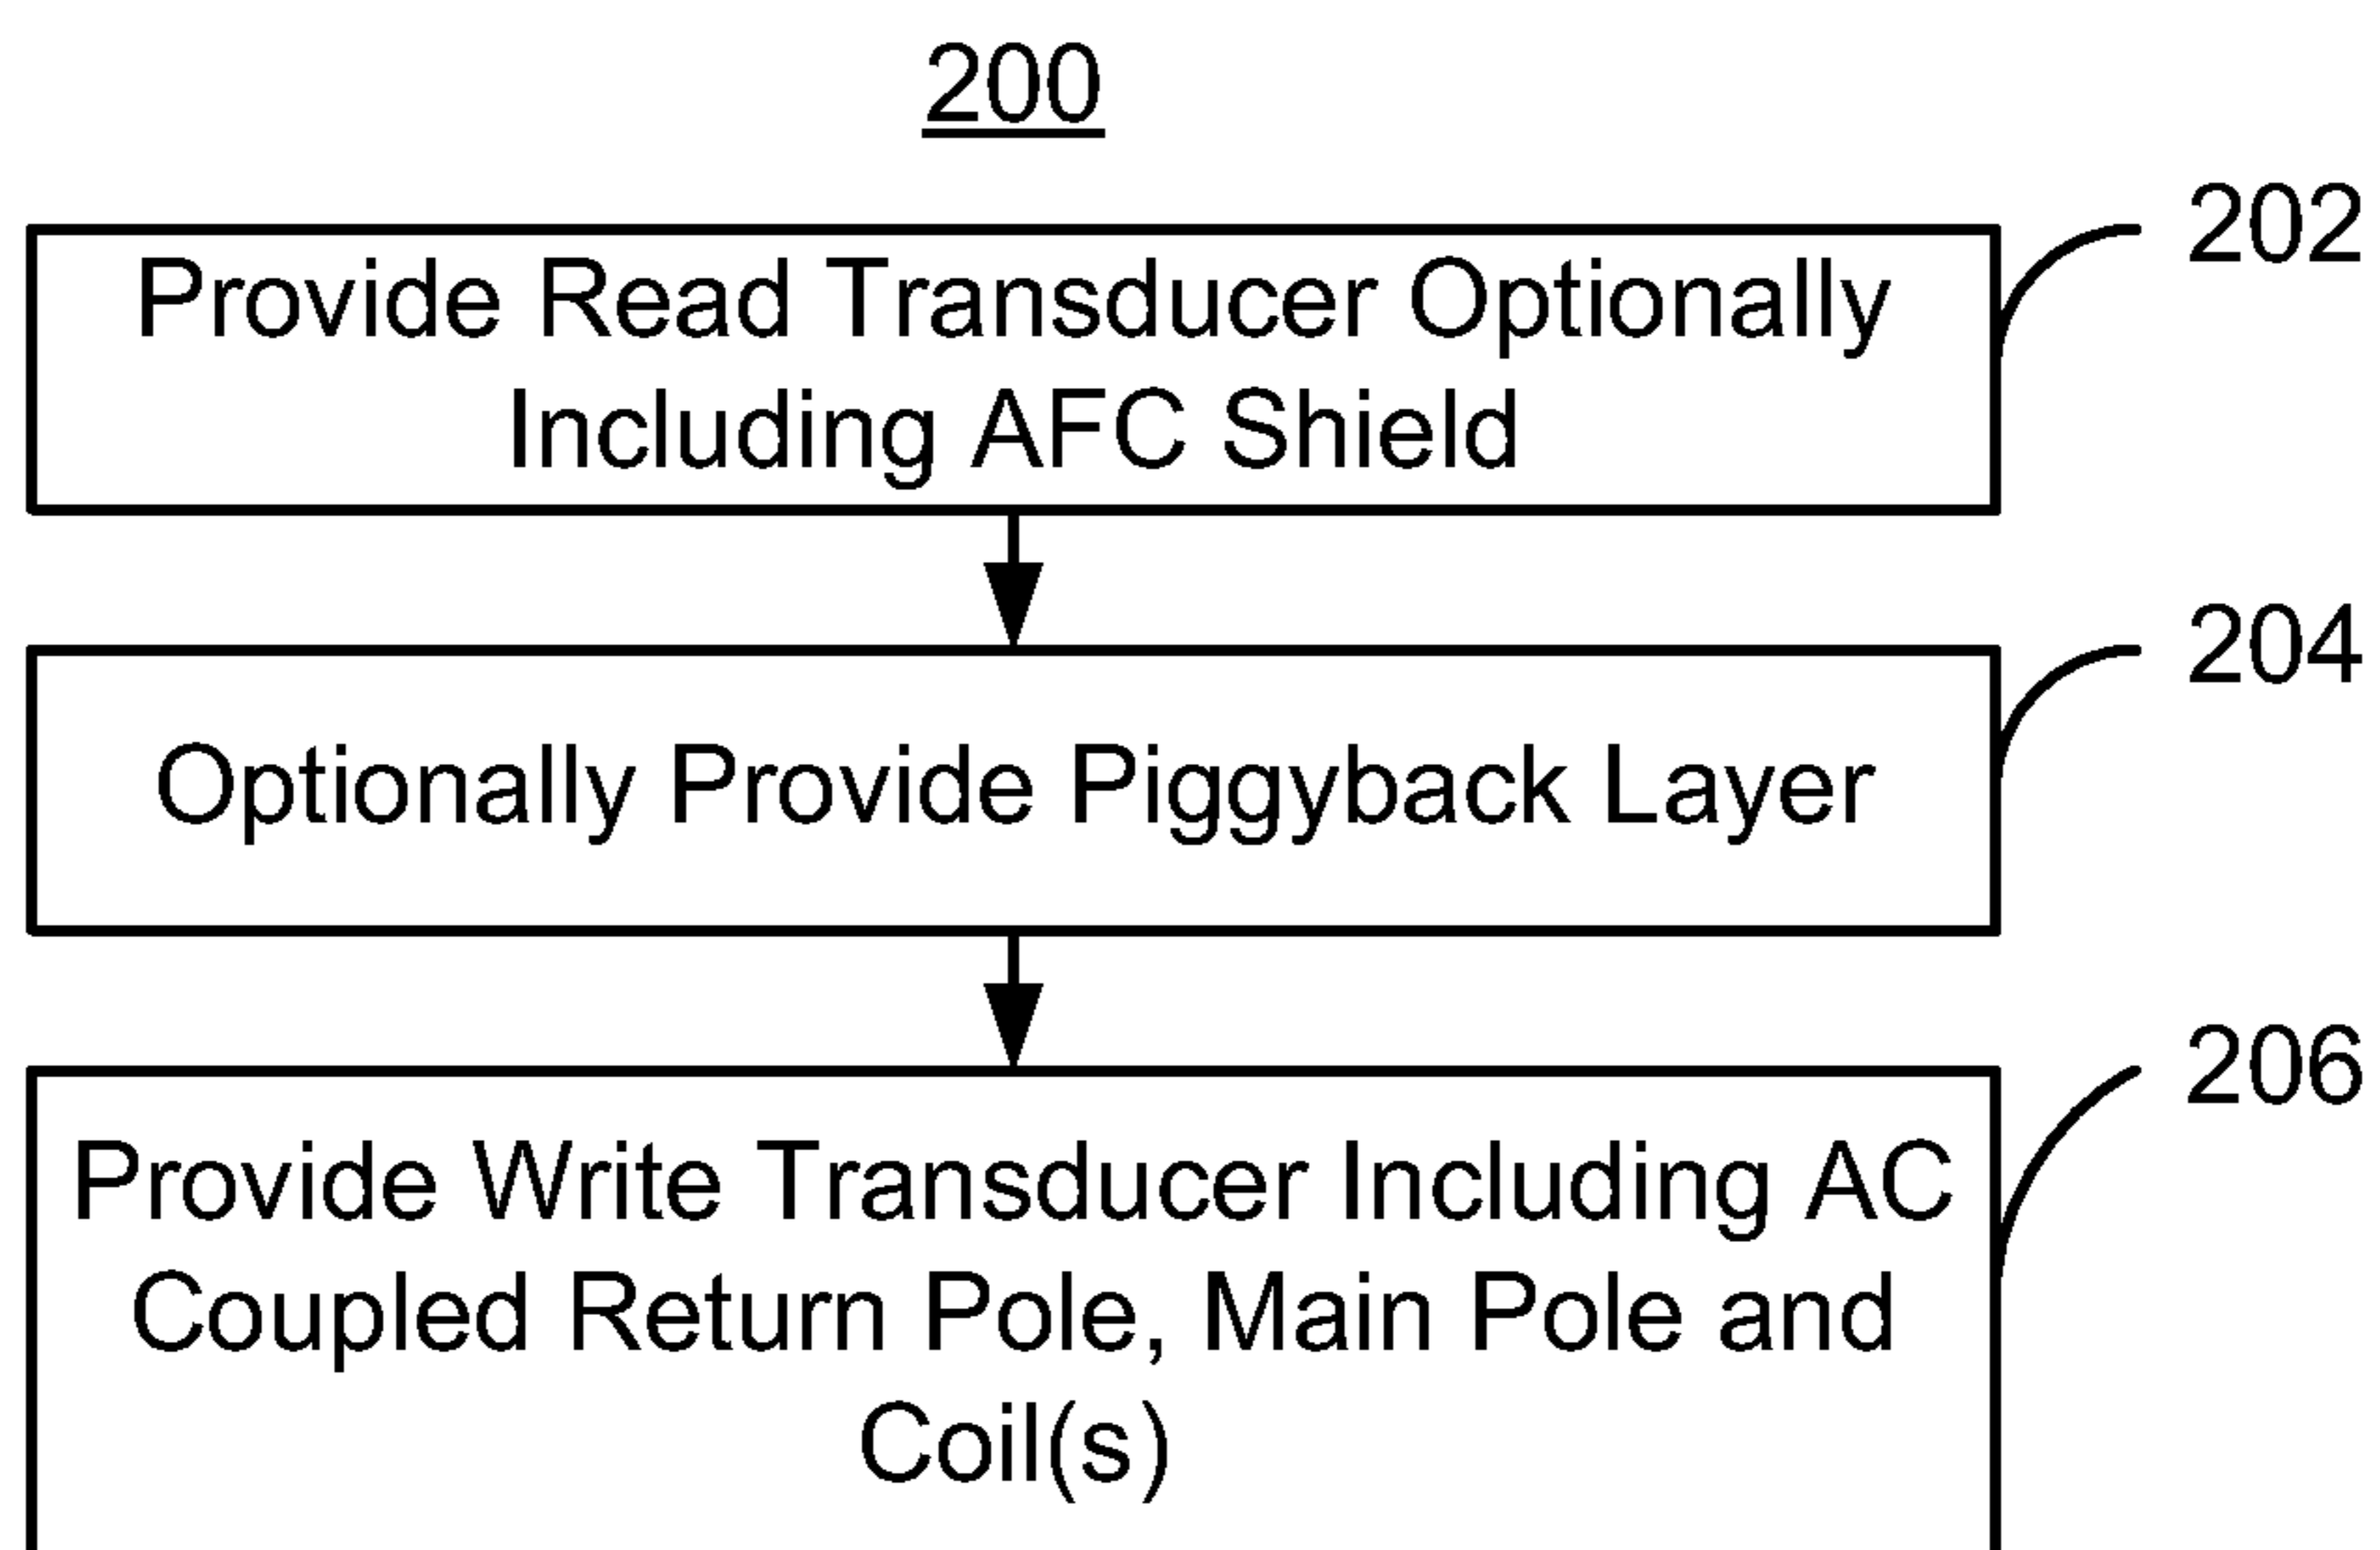 200
202
Provide Read Transducer Optionally
Including AFC Shield
204
Optionally Provide Piggyback Layer
206
Provide Write Transducer Including AC
Coupled Return Pole, Main Pole and
Coil(s)